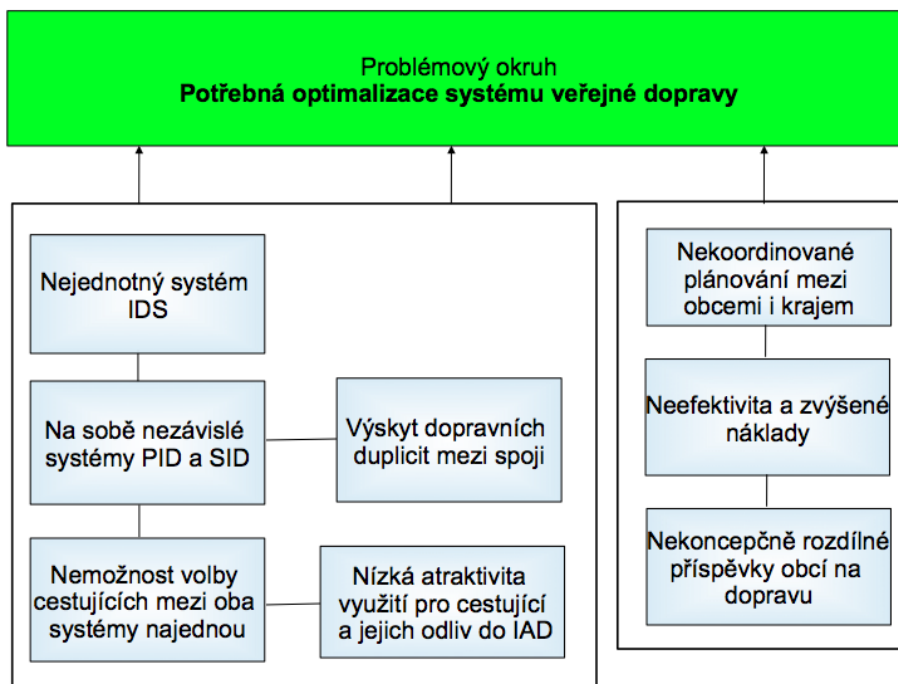 Problémový okruh
Potřebná optimalizace systému veřejné dopravy
Nejednotný systém
IDS
Na sobě nezávislé
systémy PID a SID
Výskyt dopravních
duplicit mezi spoji
Nemožnost volby
cestujících mezi oba
systémy najednou
Nízká atraktivita
využití pro cestující
a jejich odliv do IAD
Nekoordinované
plánování mezi
obcemi i krajem
Neefektivita a zvýšené
náklady
Nekoncepčně rozdílné
příspěvky obcí na
dopravu